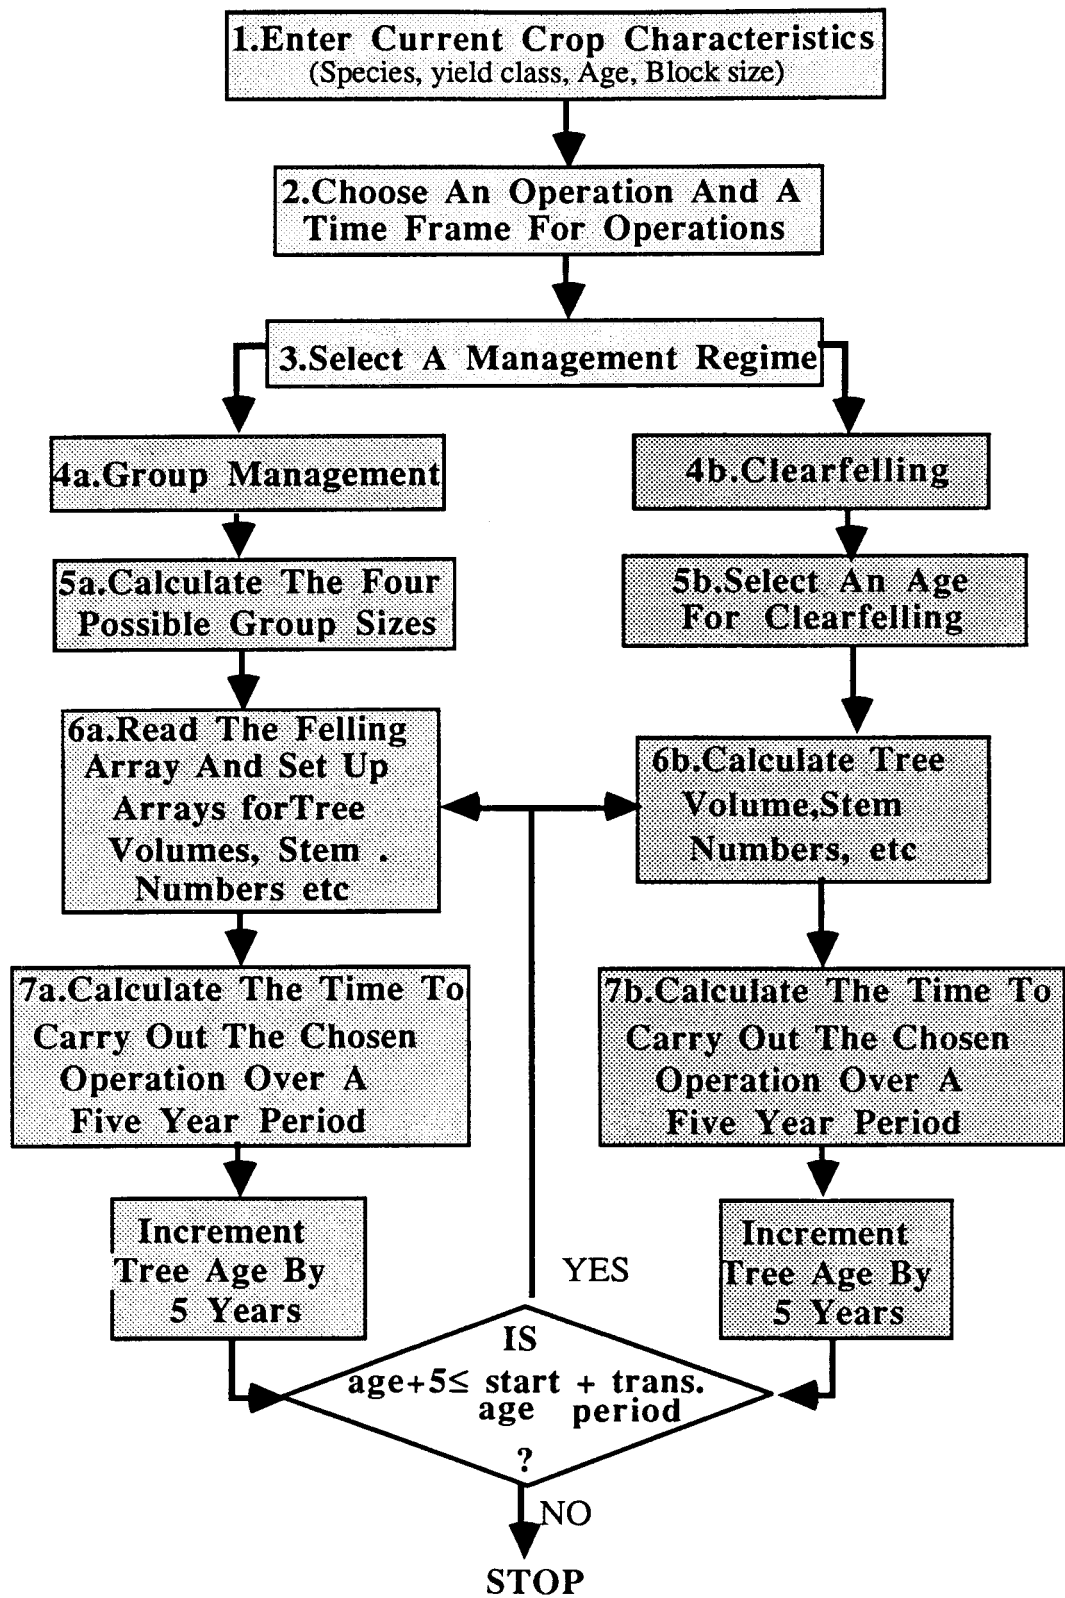 1.Enter Current Crop Characteristics
(Species, yield class, Age, Block size)
2.Choose An Operation And A
Time Frame For Operations
3.Select A Management Regime
4a.Group Management
4b.Clearfelling
5a.Calculate The Four
Possible Group Sizes
5b.Select An Age
For Clearfelling
6a.Read The Felling
Array And Set Up
Arrays forTree
Volumes, Stem .
Numbers etc
6b.Calculate Tree
Volume,Stem
Numbers, etc
7a.Calculate The Time To
Carry Out The Chosen
Operation Over A
Five Year Period
7b.Calculate The Time To
Carry Out The Chosen
Operation Over A
Five Year Period
Increment
Tree Age By
5 Years
Increment
Tree Age By
5 Years
YES
IS
age+5≤ start + trans.
age period
?
NO
STOP